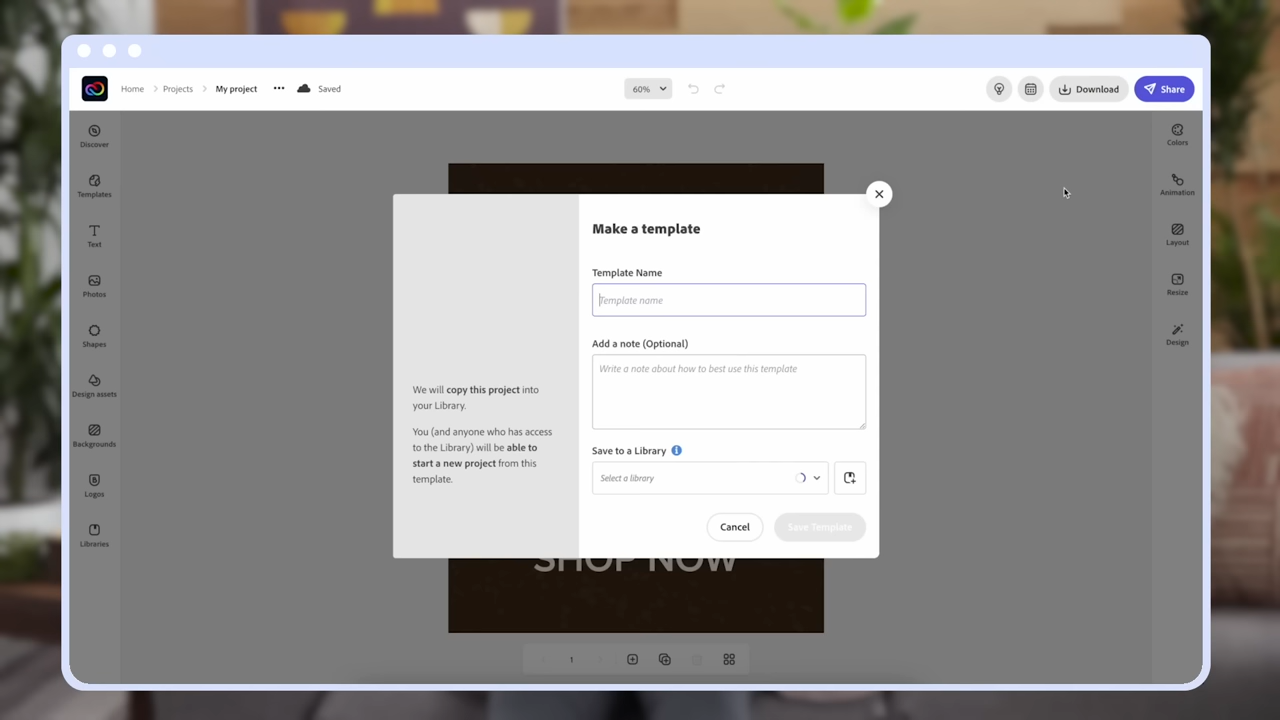 Home
Projects
My project
Saved
60%
Download
Share
Discover
Templates
Text
Photos
Shapes
Design assets
Backgrounds
Logos
Libraries
We will copy this project into
your Library.
You (and anyone who has access
to the Library) will be able to
start a new project from this
template.
Make a template
Template Name
Template name
Add a note (Optional)
Write a note about how to best use this template
Save to a Library
Select a library
Cancel
Save Template
SHOP NOW
1
Colors
Animation
Layout
Resize
Design